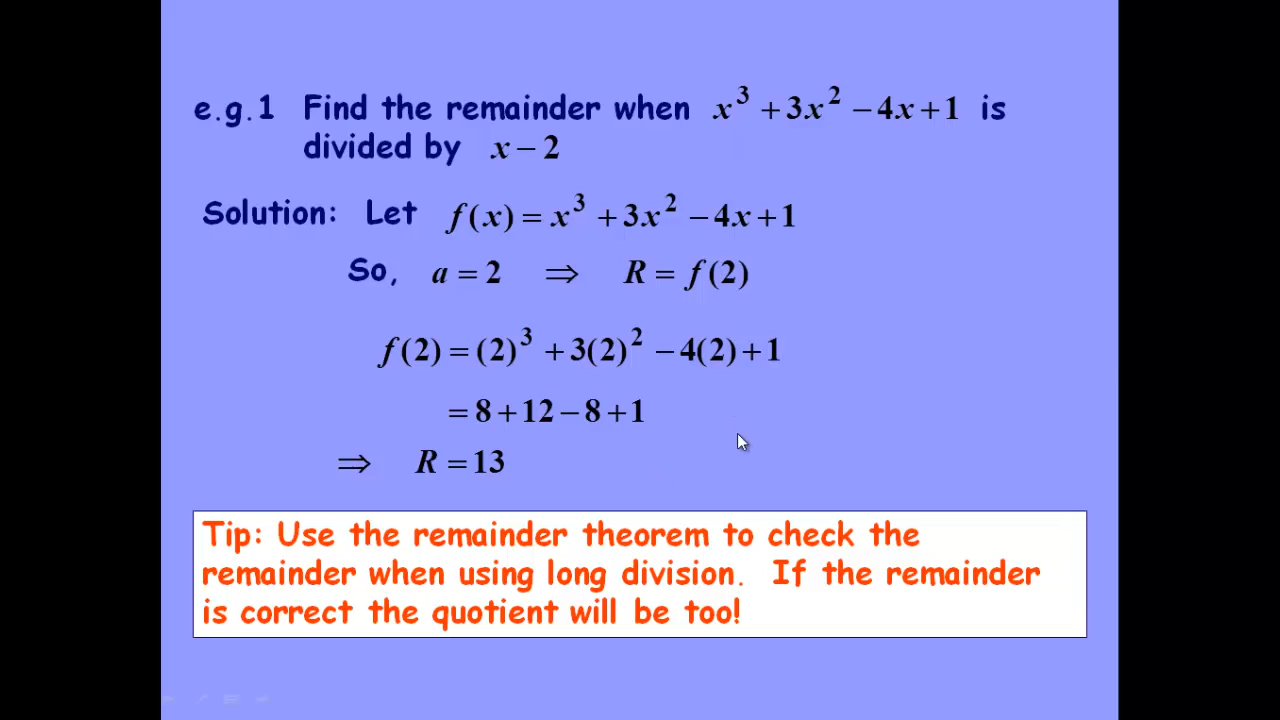 e.g.1 Find the remainder when x³ + 3x² − 4x + 1 is
divided by x − 2
Solution: Let f(x) = x³ + 3x² − 4x + 1
So, a = 2 ⇒ R = f(2)
f(2) = (2)³ + 3(2)² − 4(2) + 1
= 8 + 12 − 8 + 1
⇒ R = 13
Tip: Use the remainder theorem to check the
remainder when using long division. If the remainder
is correct the quotient will be too!